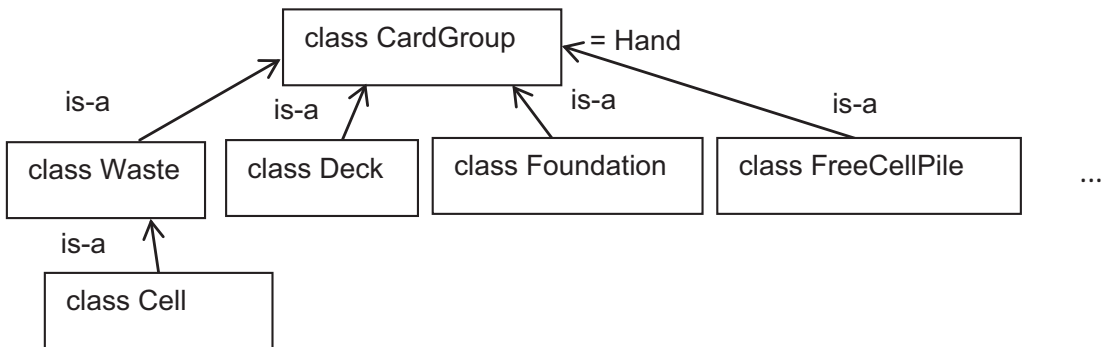 class CardGroup
= Hand
is-a
is-a
is-a
is-a
class Waste
class Deck
class Foundation
class FreeCellPile
...
is-a
class Cell